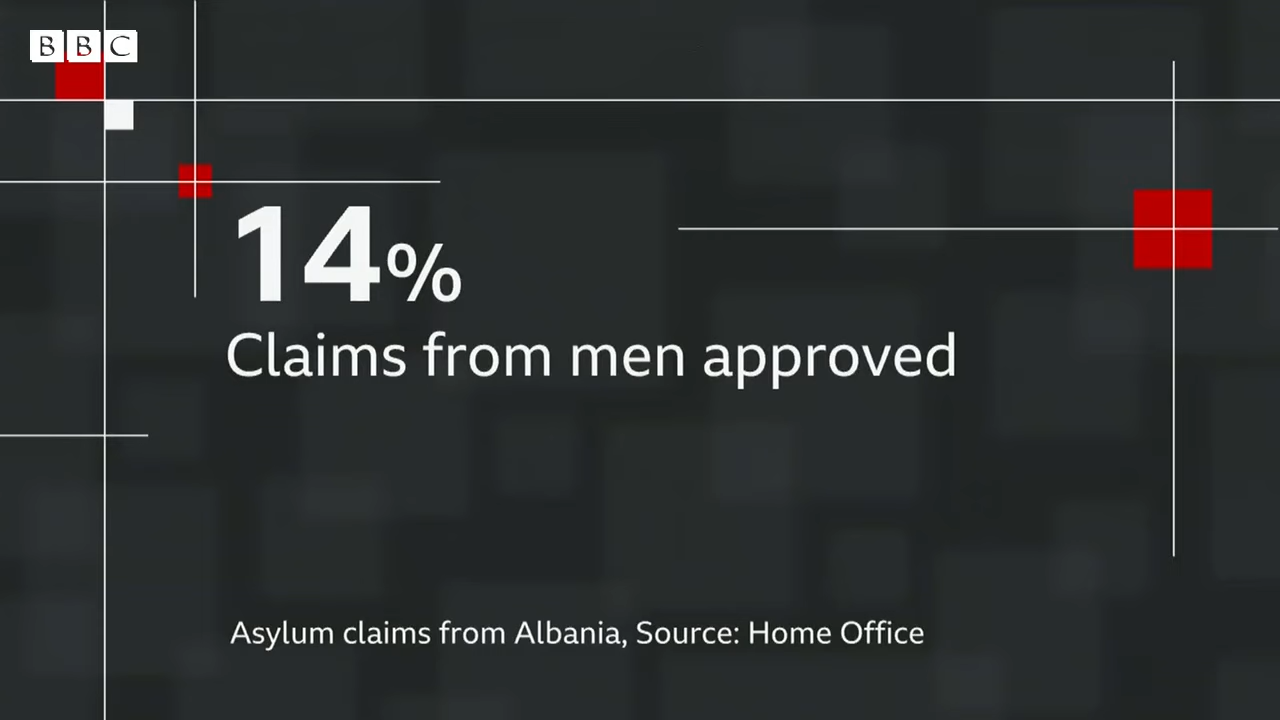 BBC
14%
Claims from men approved
Asylum claims from Albania, Source: Home Office